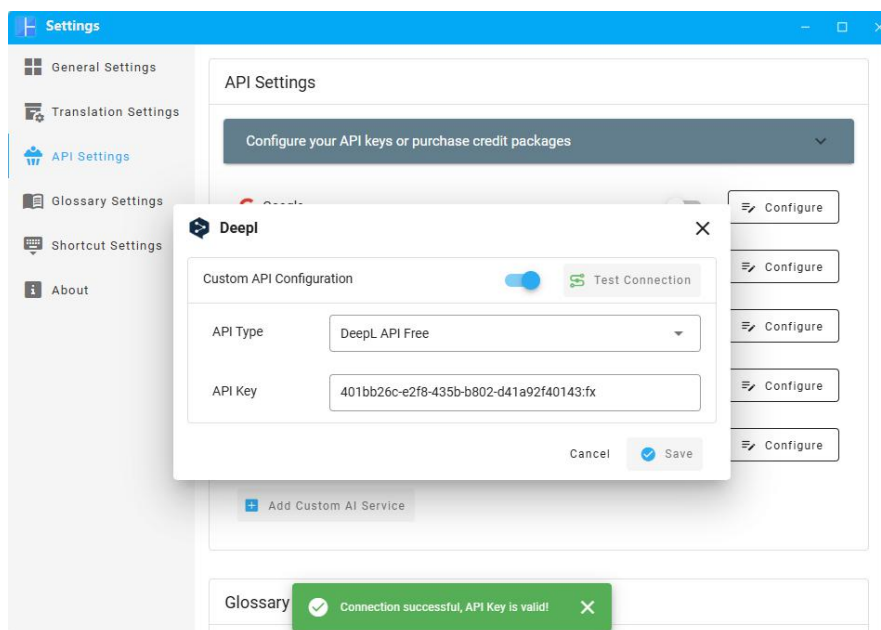 Settings
General Settings
Translation Settings
API Settings
Glossary Settings
Shortcut Settings
About
API Settings
Configure your API keys or purchase credit packages
Configure
Deepl
Custom API Configuration
Test Connection
Configure
API Type
DeepL API Free
Configure
API Key
401bb26c-e2f8-435b-b802-d41a92f40143:fx
Configure
Cancel
Save
Configure
Add Custom AI Service
Glossary
Connection successful, API Key is valid!